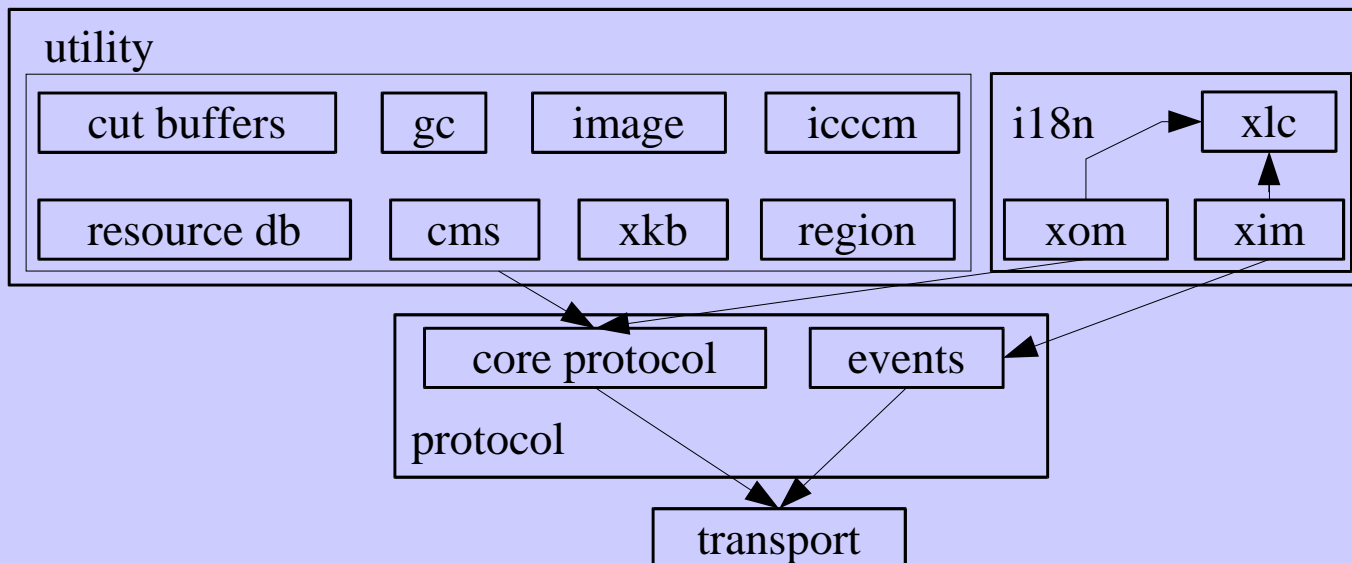 utility
cut buffers
gc
image
icccm
i18n
xlc
resource db
cms
xkb
region
xom
xim
core protocol
events
protocol
transport